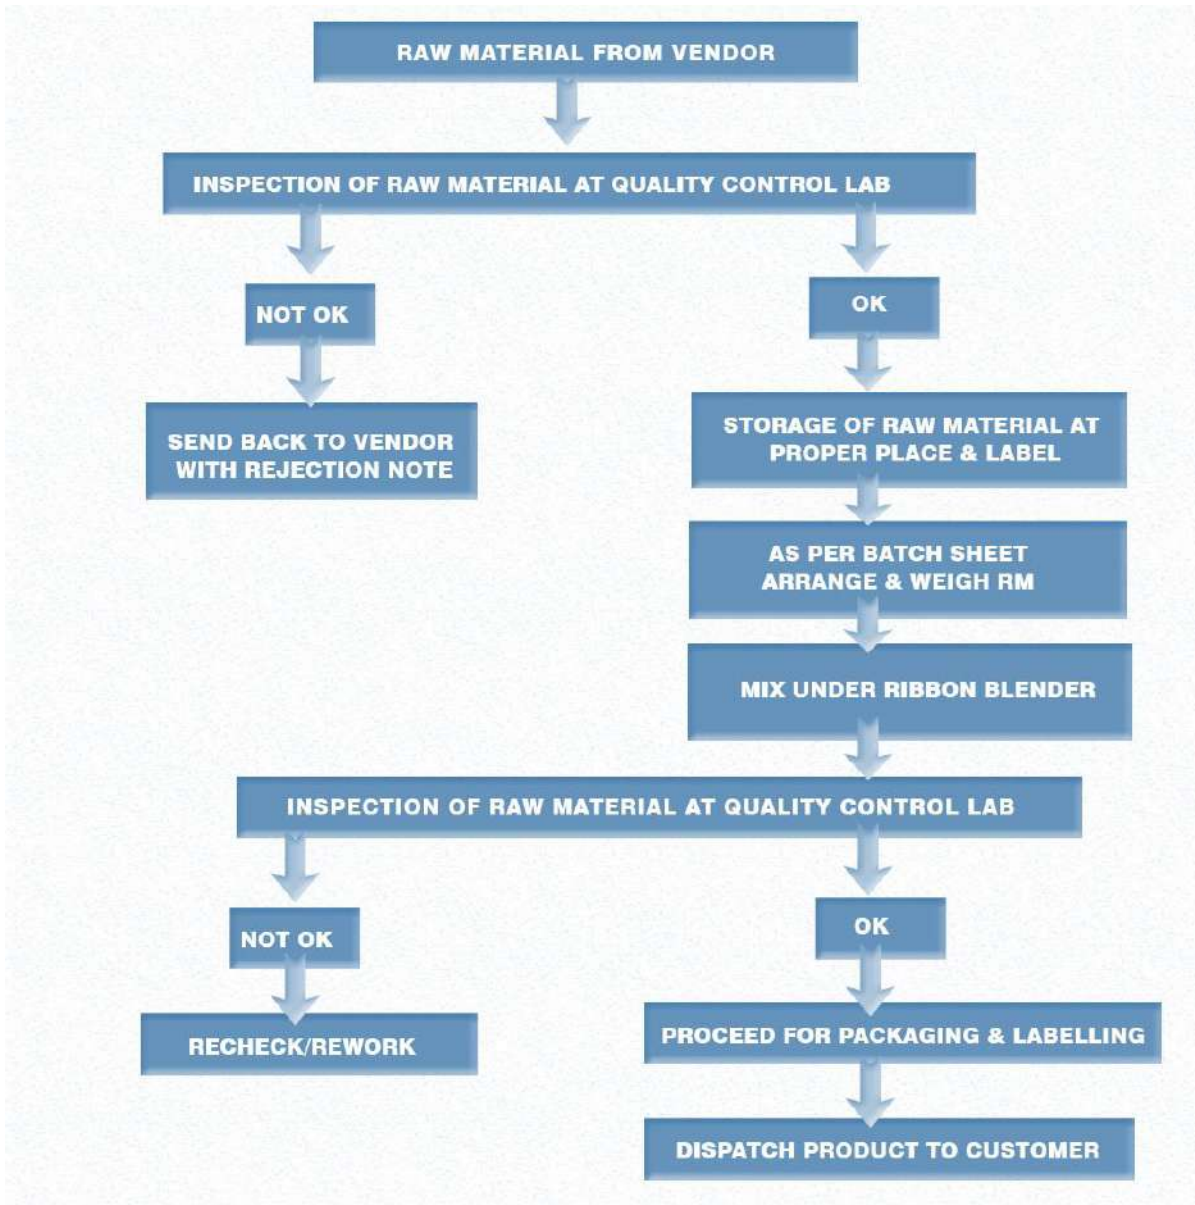 RAW MATERIAL FROM VENDOR
INSPECTION OF RAW MATERIAL AT QUALITY CONTROL LAB
NOT OK
OK
SEND BACK TO VENDOR
WITH REJECTION NOTE
STORAGE OF RAW MATERIAL AT
PROPER PLACE & LABEL
AS PER BATCH SHEET
ARRANGE & WEIGH RM
MIX UNDER RIBBON BLENDER
INSPECTION OF RAW MATERIAL AT QUALITY CONTROL LAB
NOT OK
OK
RECHECK/REWORK
PROCEED FOR PACKAGING & LABELLING
DISPATCH PRODUCT TO CUSTOMER